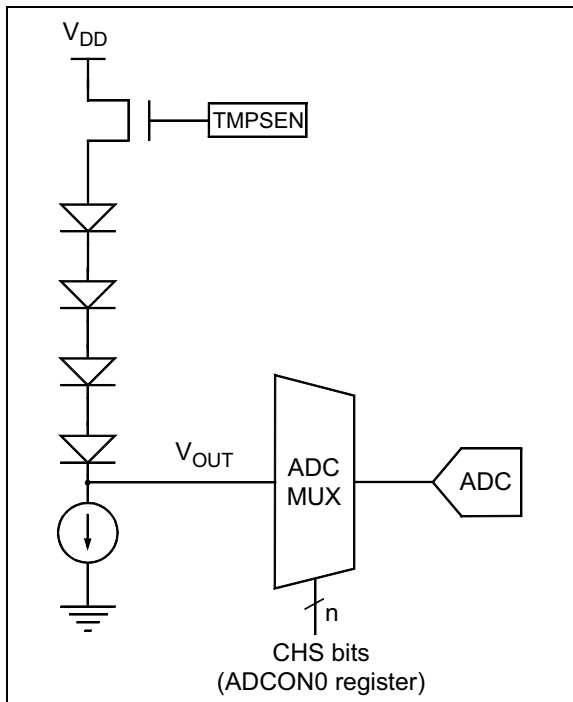 VDD
TMPSEN
VOUT
ADC
MUX
ADC
n
CHS bits
(ADCON0 register)